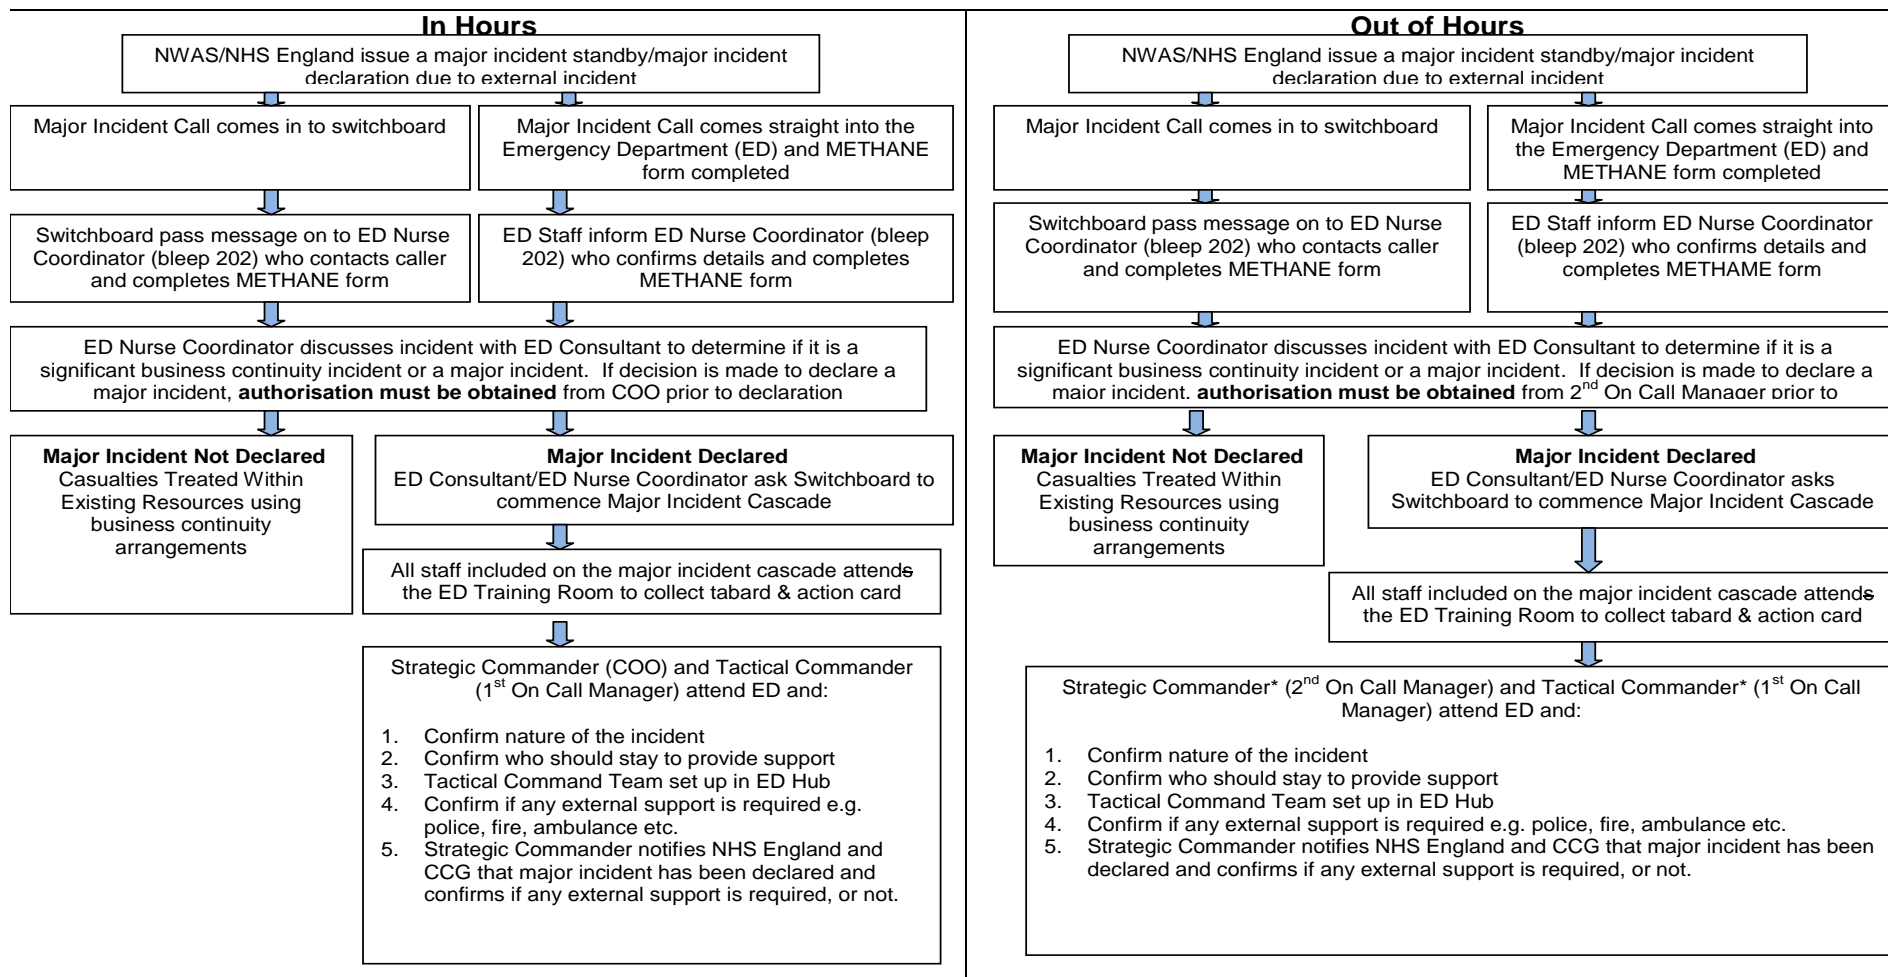 In Hours
NWAS/NHS England issue a major incident standby/major incident
declaration due to external incident
Major Incident Call comes in to switchboard
Major Incident Call comes straight into the
Emergency Department (ED) and METHANE
form completed
Switchboard pass message on to ED Nurse
Coordinator (bleep 202) who contacts caller
and completes METHANE form
ED Staff inform ED Nurse Coordinator (bleep
202) who confirms details and completes
METHANE form
ED Nurse Coordinator discusses incident with ED Consultant to determine if it is a
significant business continuity incident or a major incident. If decision is made to declare a
major incident, authorisation must be obtained from COO prior to declaration
Major Incident Not Declared
Casualties Treated Within
Existing Resources using
business continuity
arrangements
Major Incident Declared
ED Consultant/ED Nurse Coordinator ask Switchboard to
commence Major Incident Cascade
All staff included on the major incident cascade attends
the ED Training Room to collect tabard & action card
Strategic Commander (COO) and Tactical Commander
(1st On Call Manager) attend ED and:
1. Confirm nature of the incident
2. Confirm who should stay to provide support
3. Tactical Command Team set up in ED Hub
4. Confirm if any external support is required e.g.
police, fire, ambulance etc.
5. Strategic Commander notifies NHS England and
CCG that major incident has been declared and
confirms if any external support is required, or not.
Out of Hours
NWAS/NHS England issue a major incident standby/major incident
declaration due to external incident
Major Incident Call comes in to switchboard
Major Incident Call comes straight into
the Emergency Department (ED) and
METHANE form completed
Switchboard pass message on to ED Nurse
Coordinator (bleep 202) who contacts caller
and completes METHANE form
ED Staff inform ED Nurse Coordinator
(bleep 202) who confirms details and
completes METHAME form
ED Nurse Coordinator discusses incident with ED Consultant to determine if it is a
significant business continuity incident or a major incident. If decision is made to declare a
major incident, authorisation must be obtained from 2nd On Call Manager prior to
Major Incident Not Declared
Casualties Treated Within
Existing Resources using
business continuity
arrangements
Major Incident Declared
ED Consultant/ED Nurse Coordinator asks
Switchboard to commence Major Incident Cascade
All staff included on the major incident cascade attends
the ED Training Room to collect tabard & action card
Strategic Commander* (2nd On Call Manager) and Tactical Commander* (1st On Call
Manager) attend ED and:
1. Confirm nature of the incident
2. Confirm who should stay to provide support
3. Tactical Command Team set up in ED Hub
4. Confirm if any external support is required e.g. police, fire, ambulance etc.
5. Strategic Commander notifies NHS England and CCG that major incident has been
declared and confirms if any external support is required, or not.